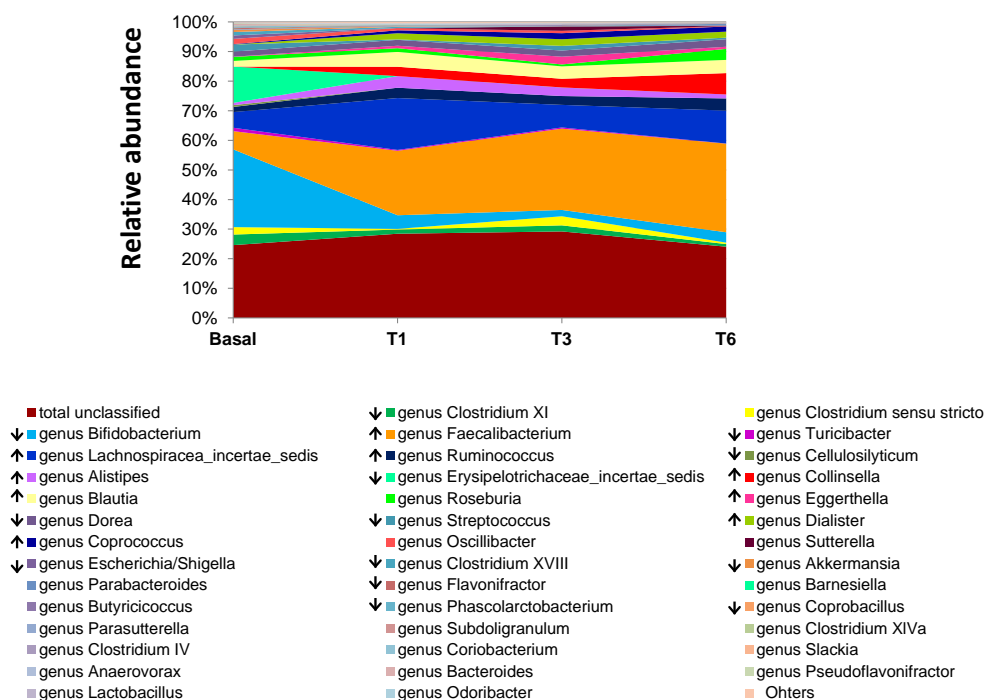 Relative abundance
100%
90%
80%
70%
60%
50%
40%
30%
20%
10%
0%
Basal T1 T3 T6
total unclassified ↓ genus Clostridium XI genus Clostridium sensu stricto
↓ genus Bifidobacterium ↑ genus Faecalibacterium ↓ genus Turicibacter
↑ genus Lachnospiracea_incertae_sedis ↑ genus Ruminococcus ↓ genus Cellulosilyticum
↑ genus Alistipes ↓ genus Erysipelotrichaceae_incertae_sedis ↑ genus Collinsella
↑ genus Blautia genus Roseburia ↑ genus Eggerthella
↓ genus Dorea ↓ genus Streptococcus ↑ genus Dialister
↑ genus Coprococcus genus Oscillibacter genus Sutterella
↓ genus Escherichia/Shigella ↓ genus Clostridium XVIII ↓ genus Akkermansia
genus Parabacteroides ↓ genus Flavonifractor genus Barnesiella
genus Butyricicoccus ↓ genus Phascolarctobacterium ↓ genus Coprobacillus
genus Parasutterella genus Subdoligranulum genus Clostridium XIVa
genus Clostridium IV genus Coriobacterium genus Slackia
genus Anaerovorax genus Bacteroides genus Pseudoflavonifractor
genus Lactobacillus genus Odoribacter Ohters